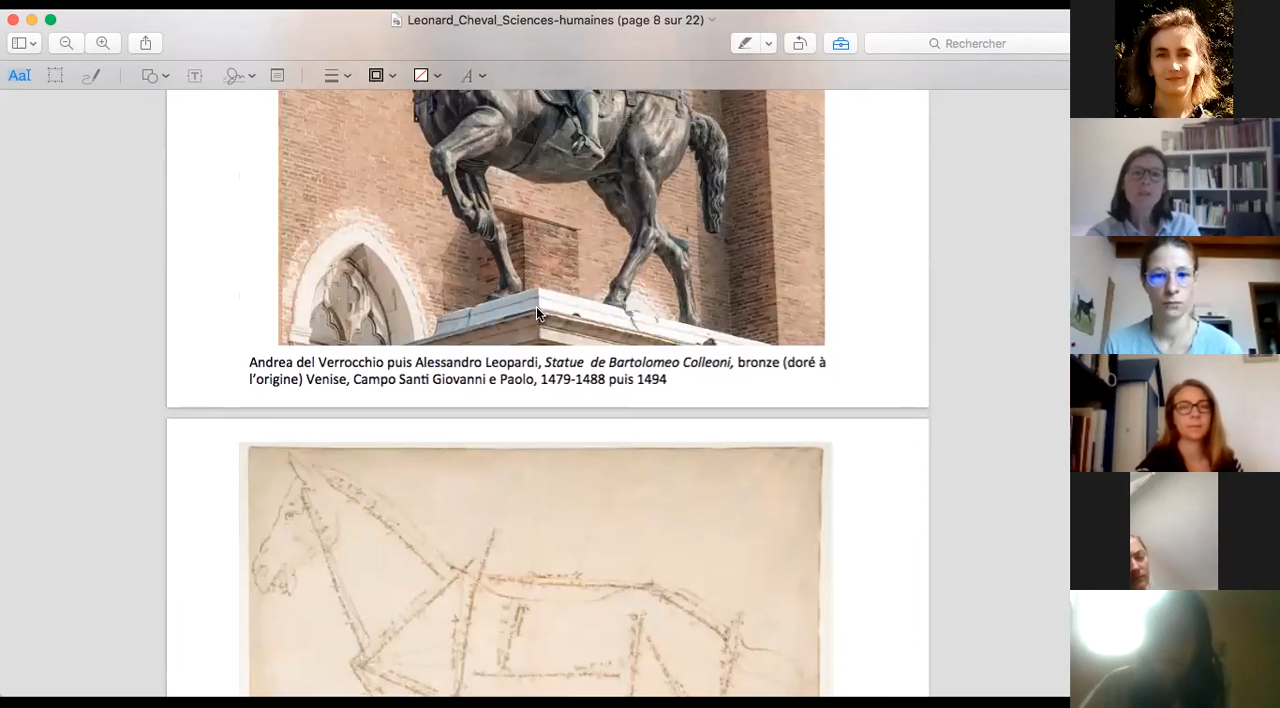 Leonard_Cheval_Sciences-humaines (page 8 sur 22)
Rechercher
AaI
T
A
Andrea del Verrocchio puis Alessandro Leopardi, Statue de Bartolomeo Colleoni, bronze (doré à
l'origine) Venise, Campo Santi Giovanni e Paolo, 1479-1488 puis 1494